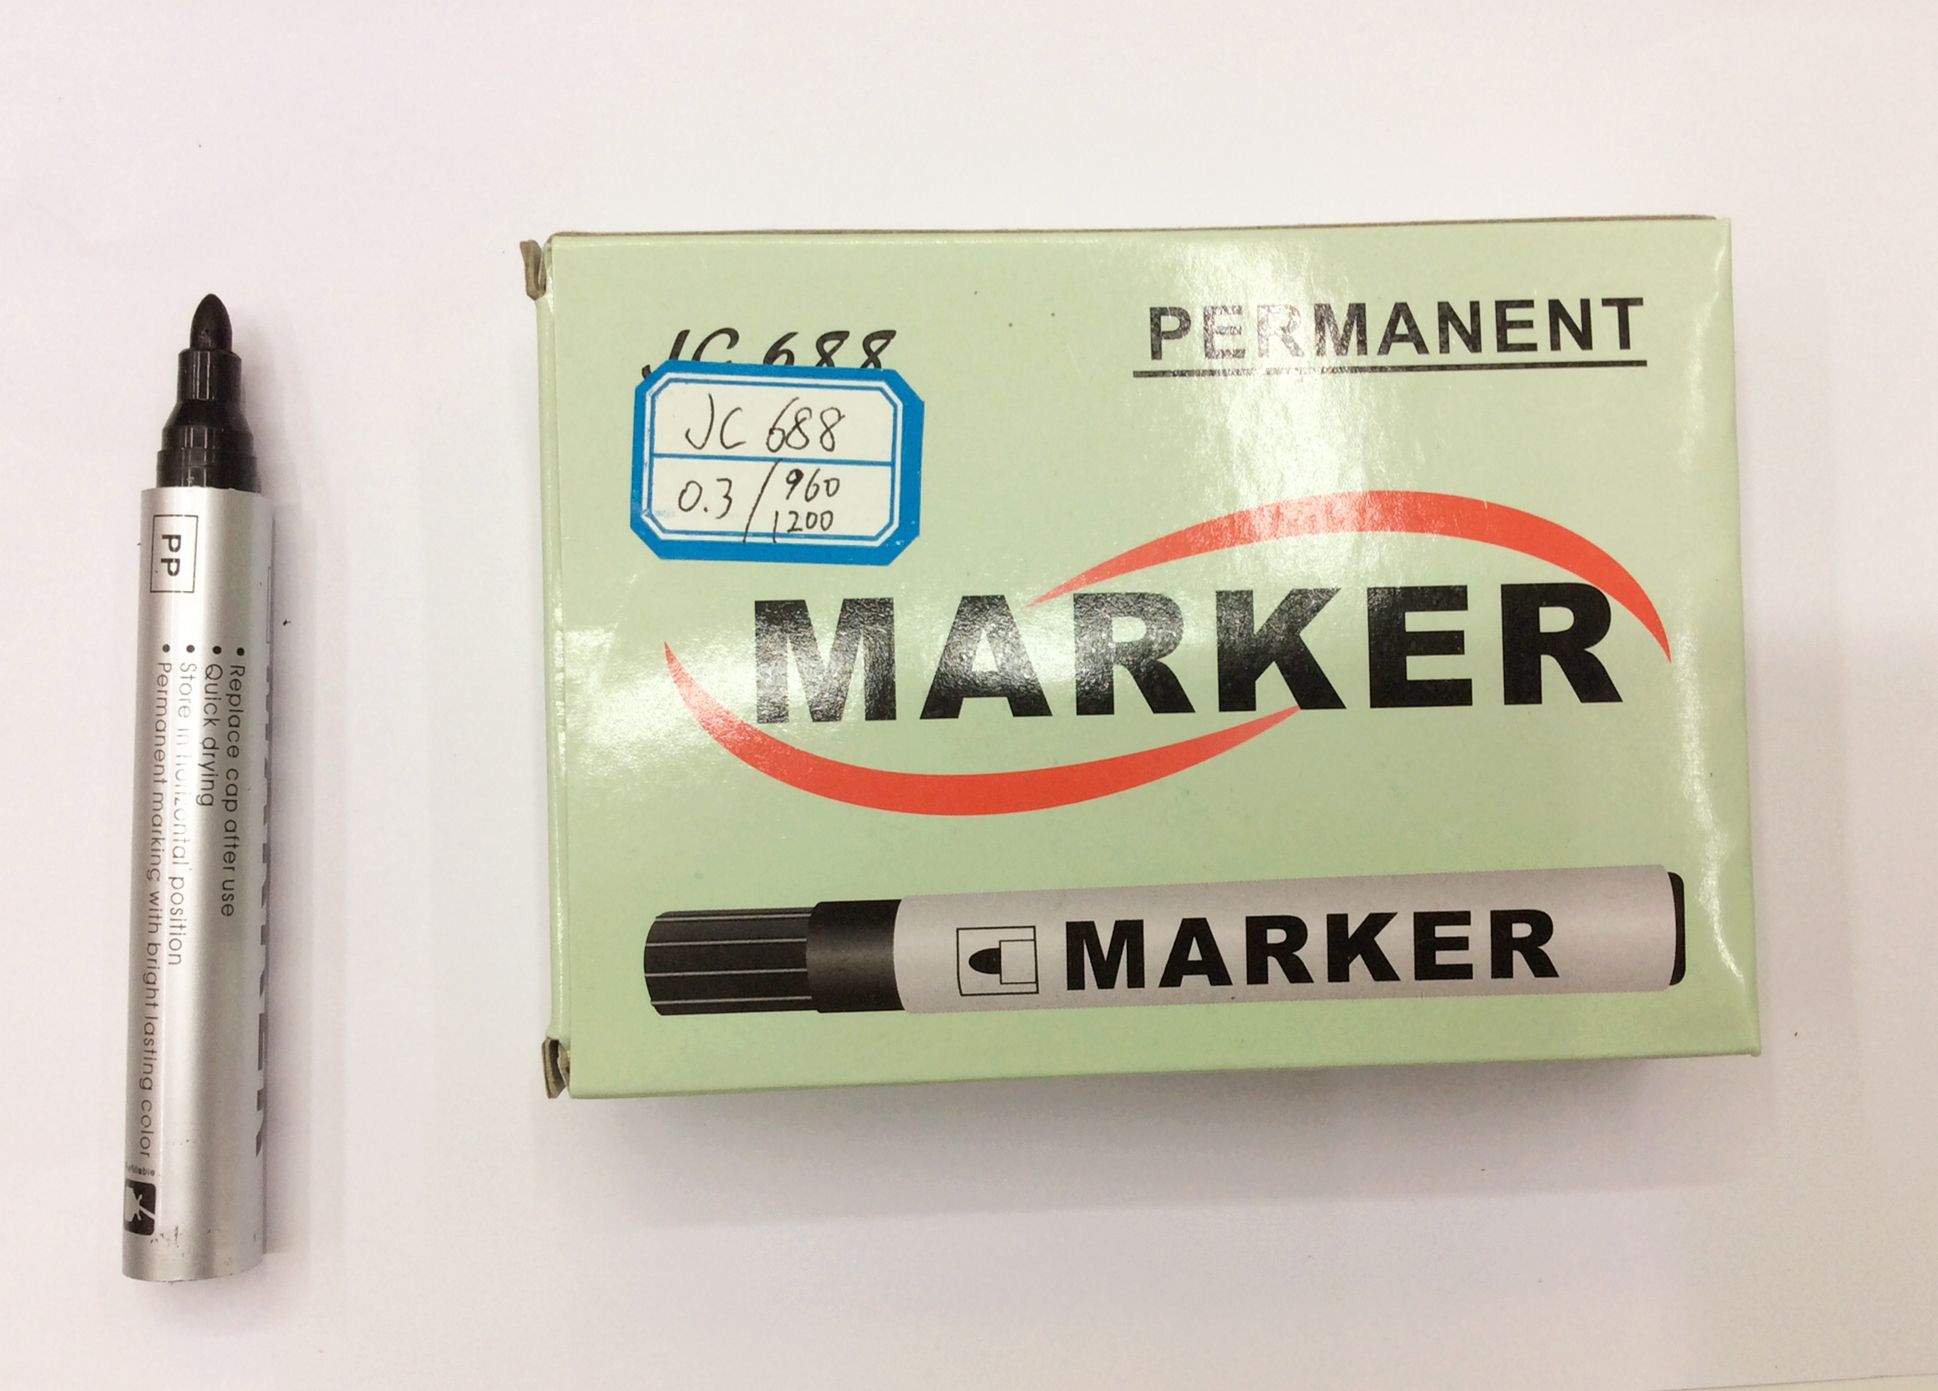 PP
• Replace cap after use
• Quick drying
• Store in horizontal position
• Permanent marking with bright lasting color
JC 688
PERMANENT
JC 688
0.3 / 960
1200
MARKER
MARKER